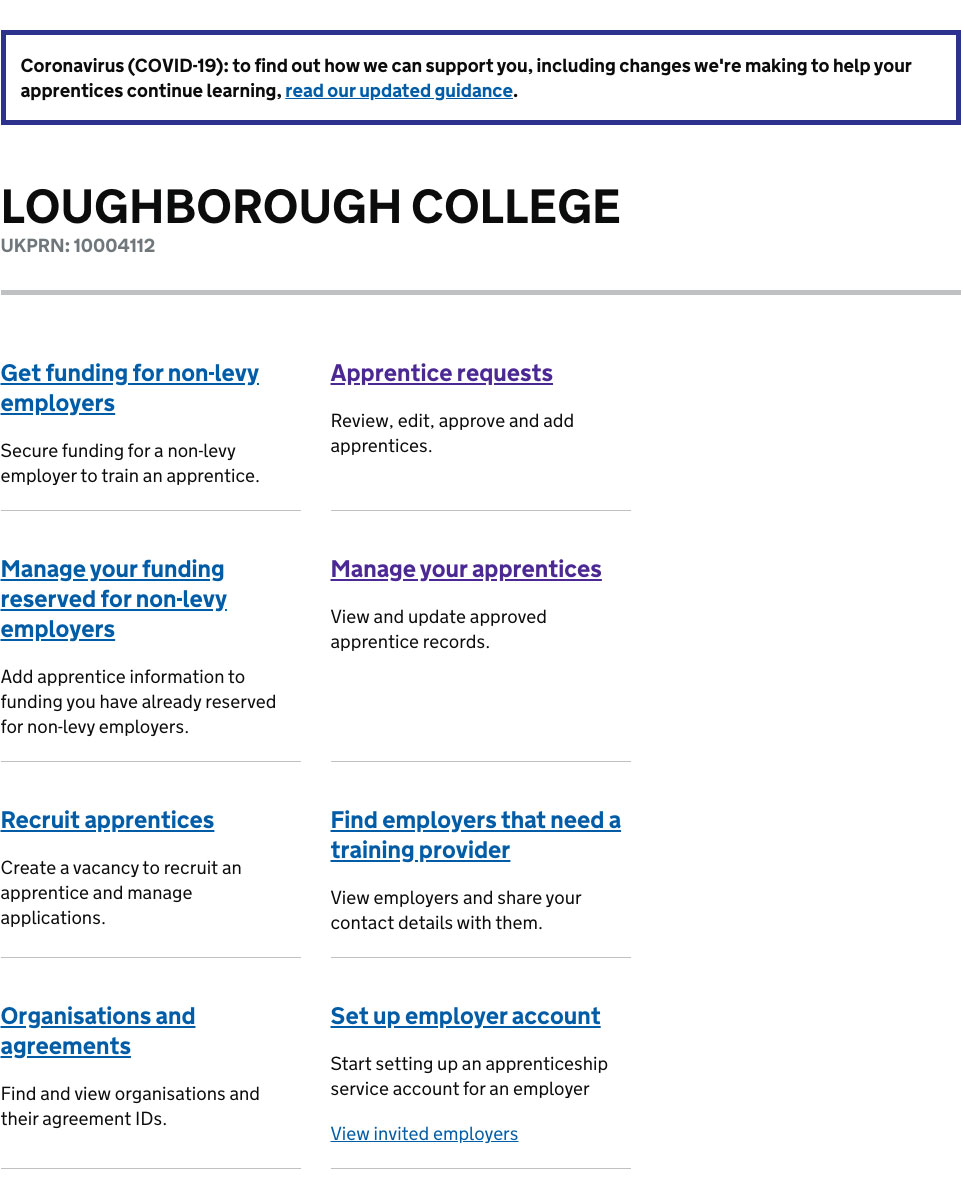 Coronavirus (COVID-19): to find out how we can support you, including changes we're making to help your
apprentices continue learning, read our updated guidance.
LOUGHBOROUGH COLLEGE
UKPRN: 10004112
Get funding for non-levy
employers
Secure funding for a non-levy
employer to train an apprentice.
Apprentice requests
Review, edit, approve and add
apprentices.
Manage your funding
reserved for non-levy
employers
Add apprentice information to
funding you have already reserved
for non-levy employers.
Manage your apprentices
View and update approved
apprentice records.
Recruit apprentices
Create a vacancy to recruit an
apprentice and manage
applications.
Find employers that need a
training provider
View employers and share your
contact details with them.
Organisations and
agreements
Find and view organisations and
their agreement IDs.
Set up employer account
Start setting up an apprenticeship
service account for an employer
View invited employers